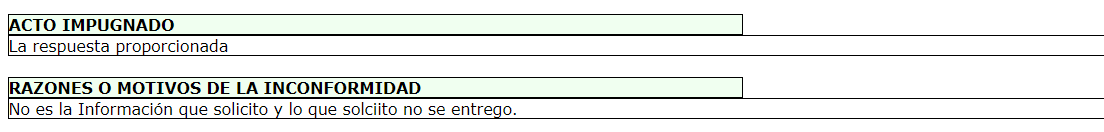 ACTO IMPUGNADO
La respuesta proporcionada
RAZONES O MOTIVOS DE LA INCONFORMIDAD
No es la Información que solicito y lo que solciito no se entrego.